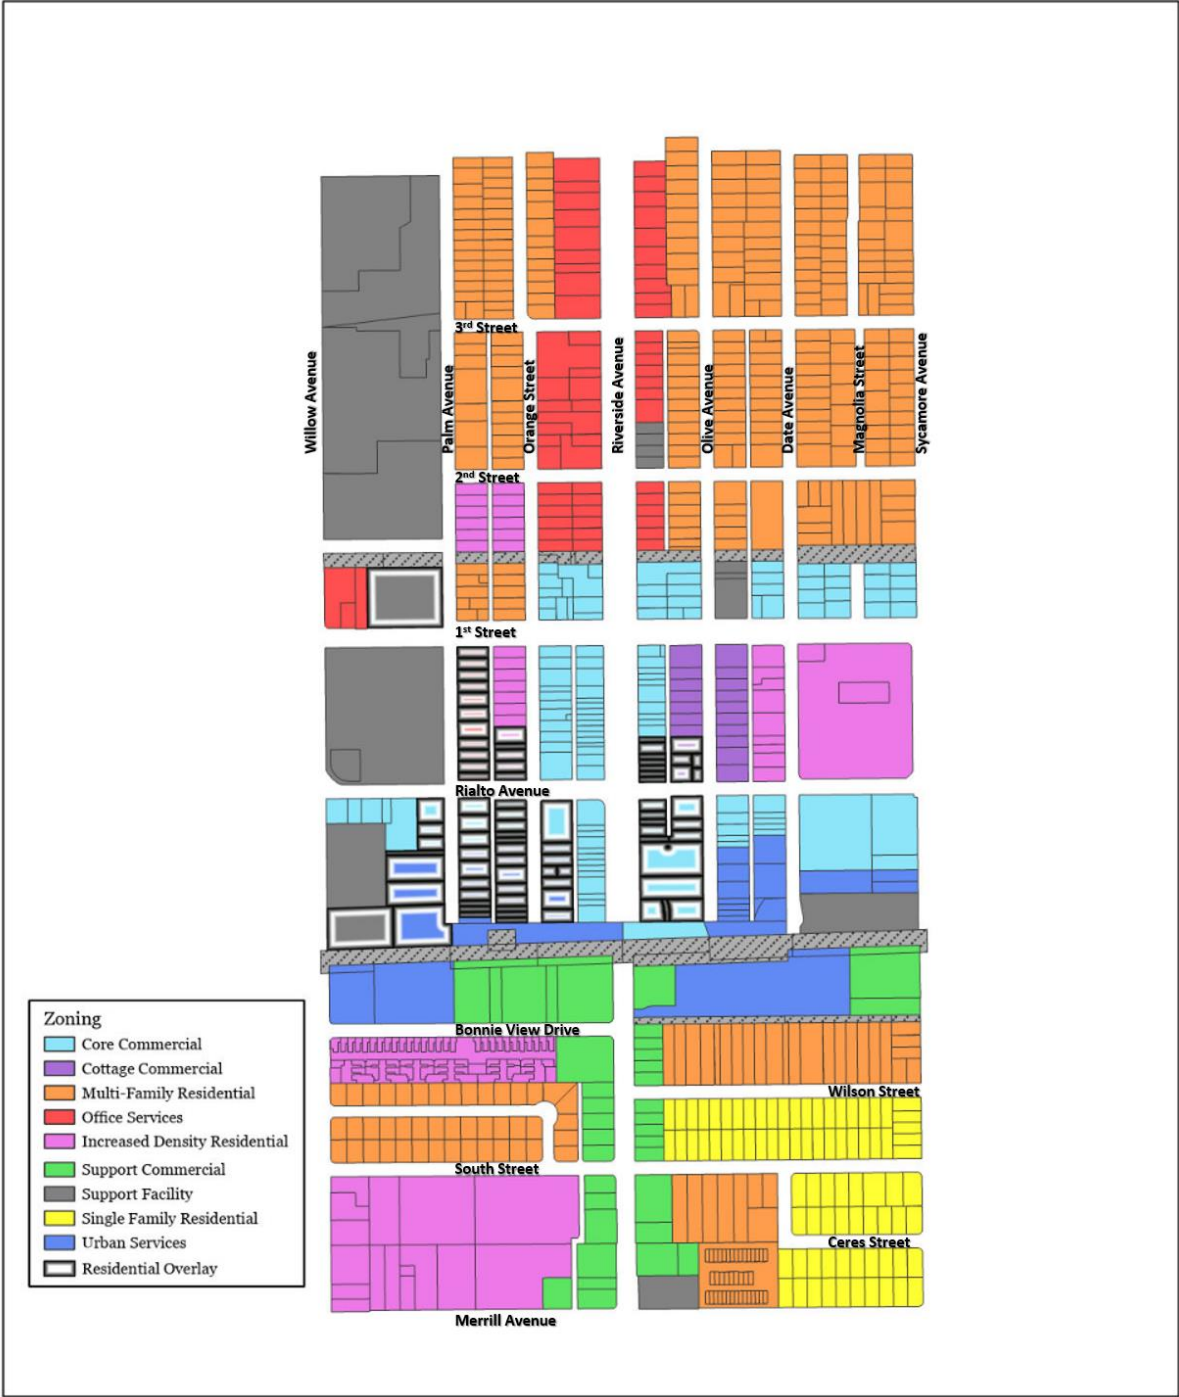 3rd Street
Willow Avenue
Palm Avenue
Orange Street
Riverside Avenue
Olive Avenue
Date Avenue
Magnolia Street
Sycamore Avenue
2nd Street
1st Street
Rialto Avenue
Zoning
Core Commercial
Cottage Commercial
Multi-Family Residential
Office Services
Increased Density Residential
Support Commercial
Support Facility
Single Family Residential
Urban Services
Residential Overlay
Bonnie View Drive
Wilson Street
South Street
Ceres Street
Merrill Avenue